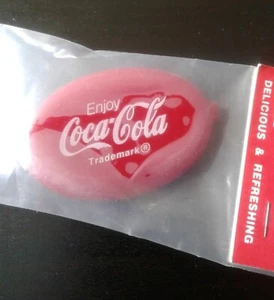 Enjoy
Coca-Cola
Trademark®
DELICIOUS & REFRESHING